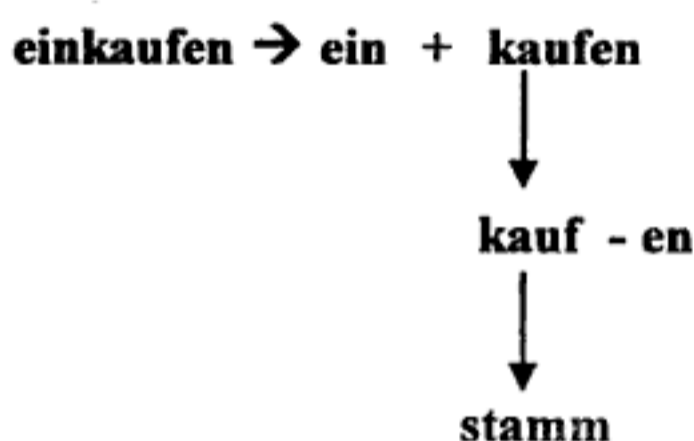 einkaufen → ein + kaufen
kauf - en
stamm